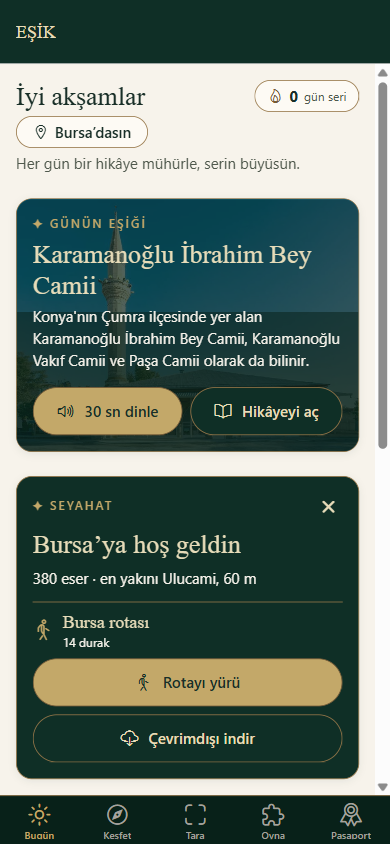 EŞİK
İyi akşamlar
0 gün seri
Bursa'dasın
Her gün bir hikâye mühürle, serin büyüsün.
GÜNÜN EŞİĞİ
Karamanoğlu İbrahim Bey
Camii
Konya'nın Çumra ilçesinde yer alan
Karamanoğlu İbrahim Bey Camii, Karamanoğlu
Vakıf Camii ve Paşa Camii olarak da bilinir.
30 sn dinle
Hikâyeyi aç
SEYAHAT
Bursa’ya hoş geldin
380 eser · en yakını Ulucami, 60 m
Bursa rotası
14 durak
Rotayı yürü
Çevrimdışı indir
Bugün
Keşfet
Tara
Oyna
Pasaport